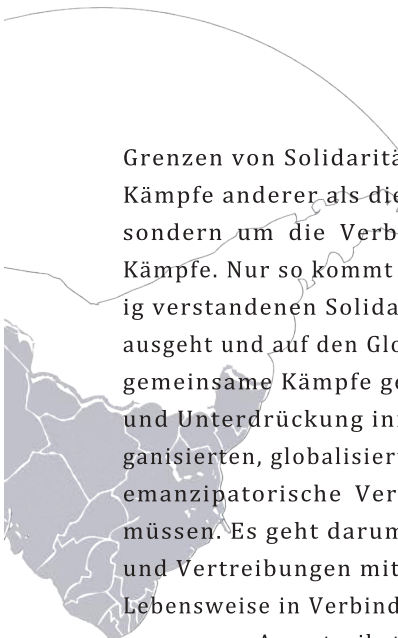 Grenzen von Solidaritä
Kämpfe anderer als die
sondern um die Verb
Kämpfe. Nur so kommt
ig verstandenen Solida
ausgeht und auf den Glo
gemeinsame Kämpfe ge
und Unterdrückung in
ganisierten, globalisier
emanzipatorische Ver
müssen. Es geht darum
und Vertreibungen mit
Lebensweise in Verbind